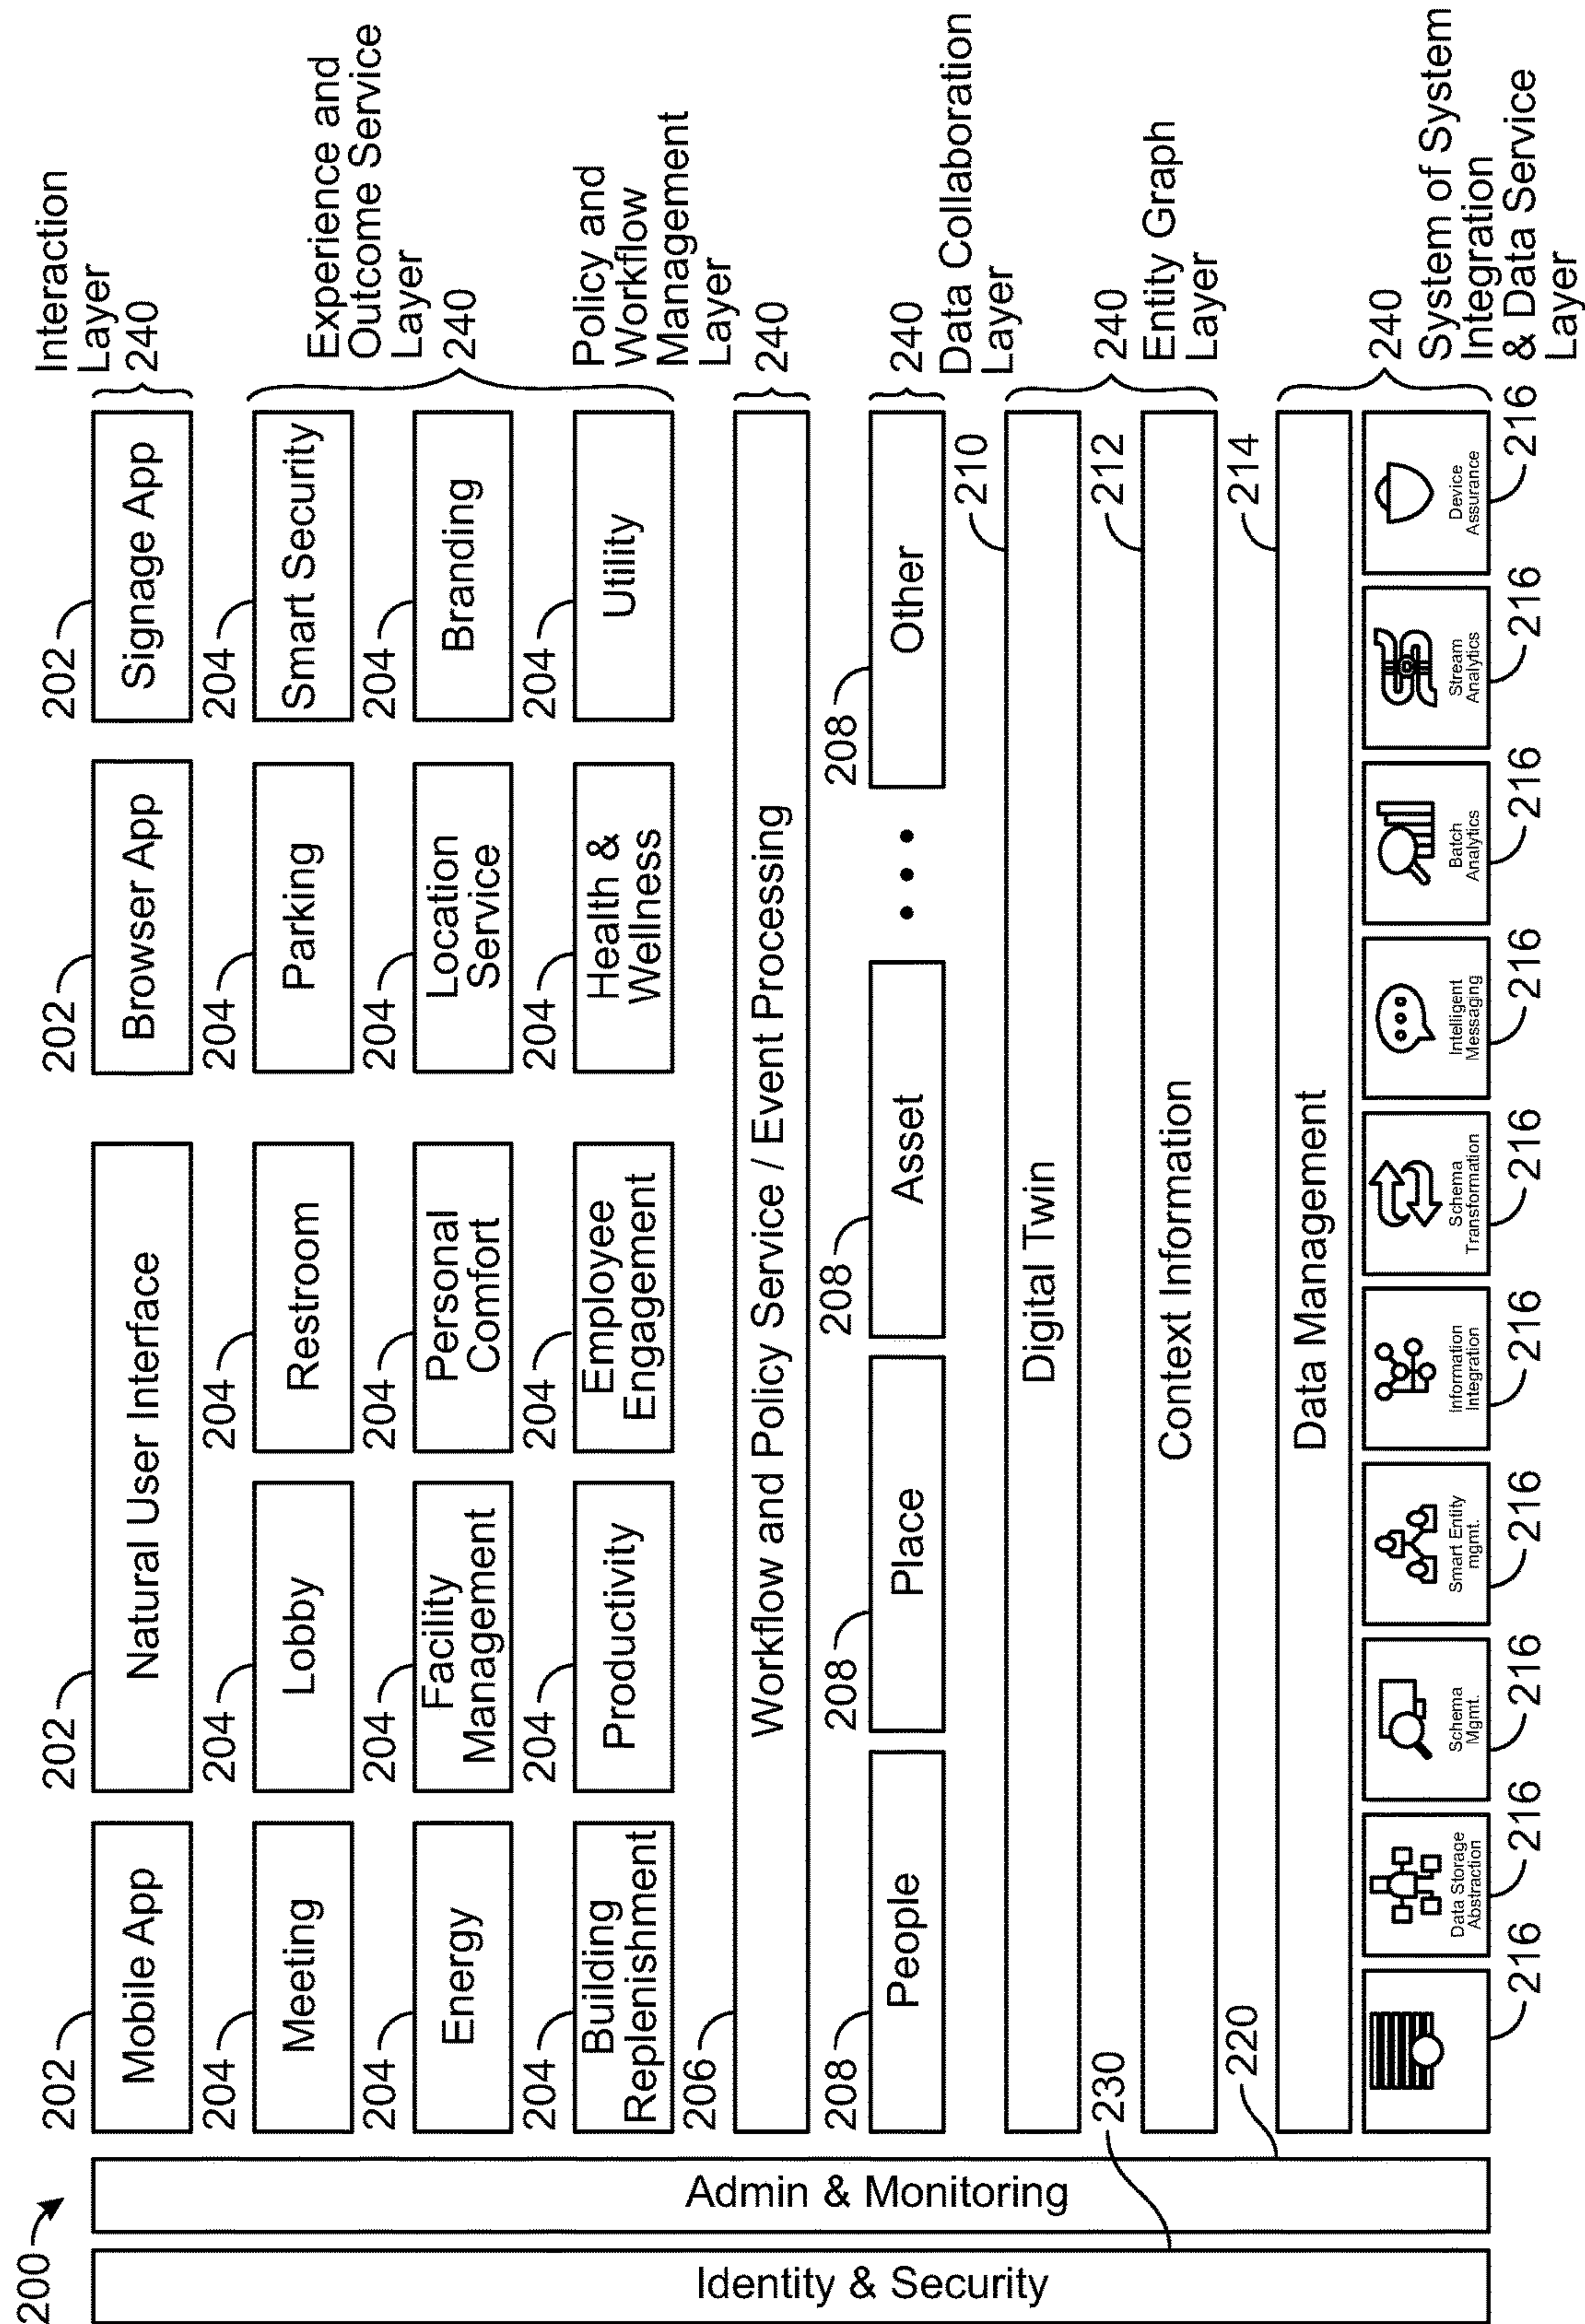 200
202
202
202
202
Mobile App
Natural User Interface
Browser App
Signage App
240
Interaction
Layer
204
204
204
204
204
Meeting
Lobby
Restroom
Parking
Smart Security
204
204
204
204
204
Energy
Facility
Management
Personal
Comfort
Location
Service
Branding
240
Experience and
Outcome Service
Layer
204
204
204
204
204
Building
Replenishment
Productivity
Employee
Engagement
Health &
Wellness
Utility
206
Workflow and Policy Service / Event Processing
240
Policy and
Workflow
Management
Layer
208
208
208
208
People
Place
Asset
Other
240
Data Collaboration
Layer
210
Digital Twin
230
212
Context Information
240
Entity Graph
Layer
220
214
Data Management
240
System of System
Integration
& Data Service
Layer
Data Storage
Abstraction
Schema
Mgmt.
Smart Entity
mgmt.
Information
Integration
Schema
Transformation
Intelligent
Messaging
Batch
Analytics
Stream
Analytics
Device
Assurance
216
216
216
216
216
216
216
216
216
216
Admin & Monitoring
Identity & Security